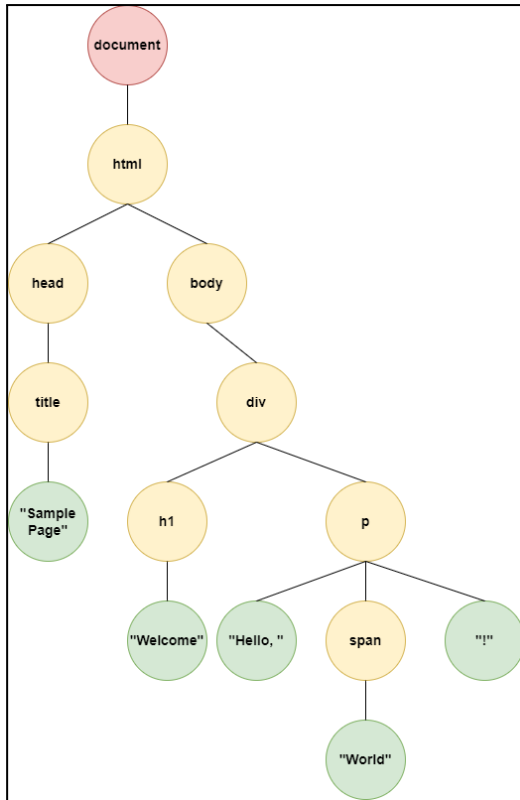 document
html
head
body
title
div
"Sample
Page"
h1
p
"Welcome"
"Hello, "
span
"!"
"World"